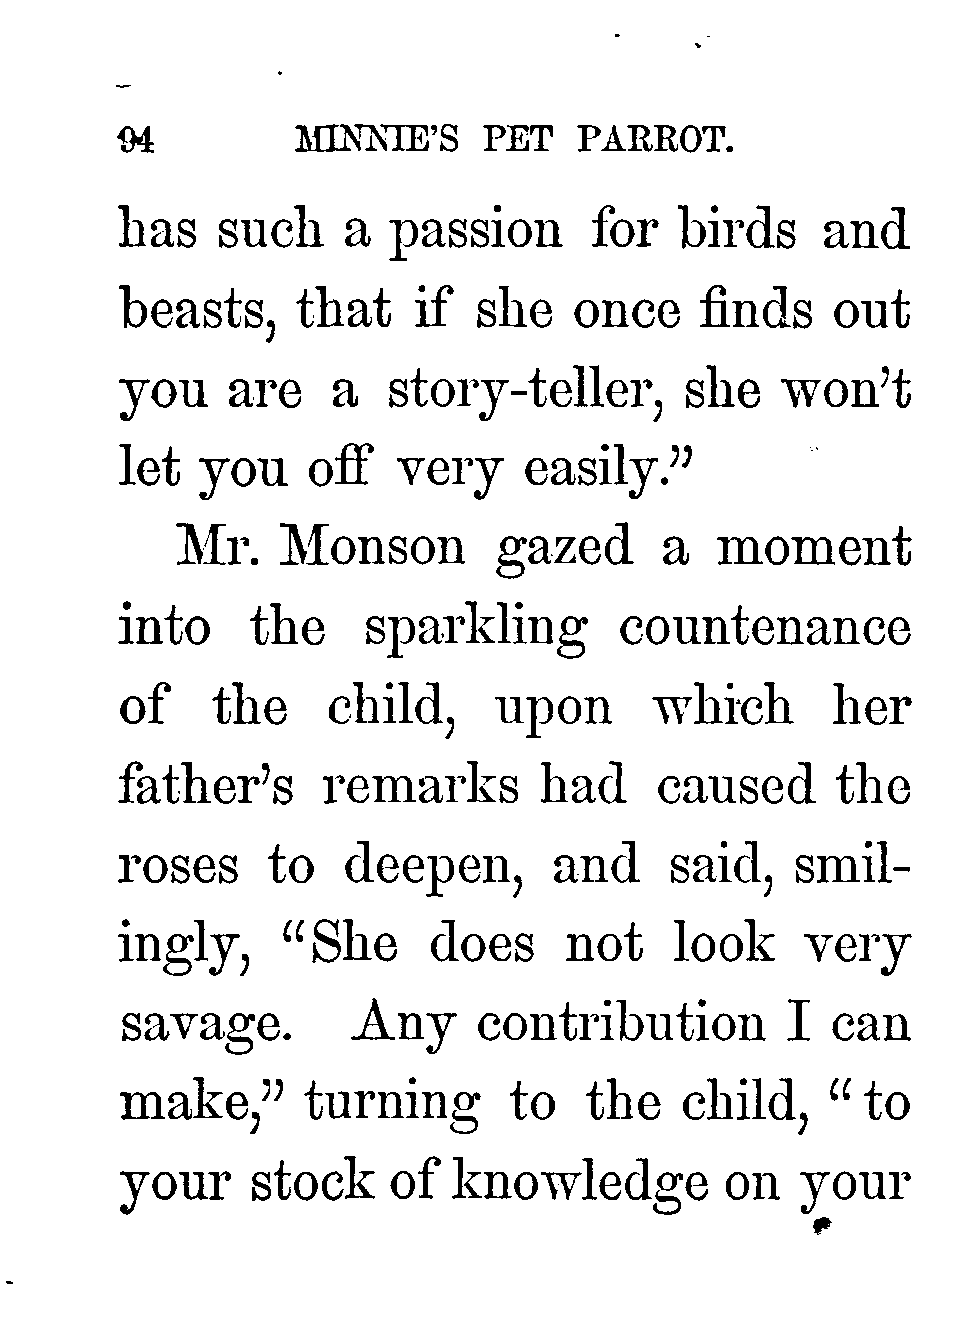 94 MINNIE'S PET PARROT.
has such a passion for birds and
beasts, that if she once finds out
you are a story-teller, she won't
let you off very easily."
Mr. Monson gazed a moment
into the sparkling countenance
of the child, upon which her
father's remarks had caused the
roses to deepen, and said, smil-
ingly, "She does not look very
savage. Any contribution I can
make," turning to the child, "to
your stock of knowledge on your